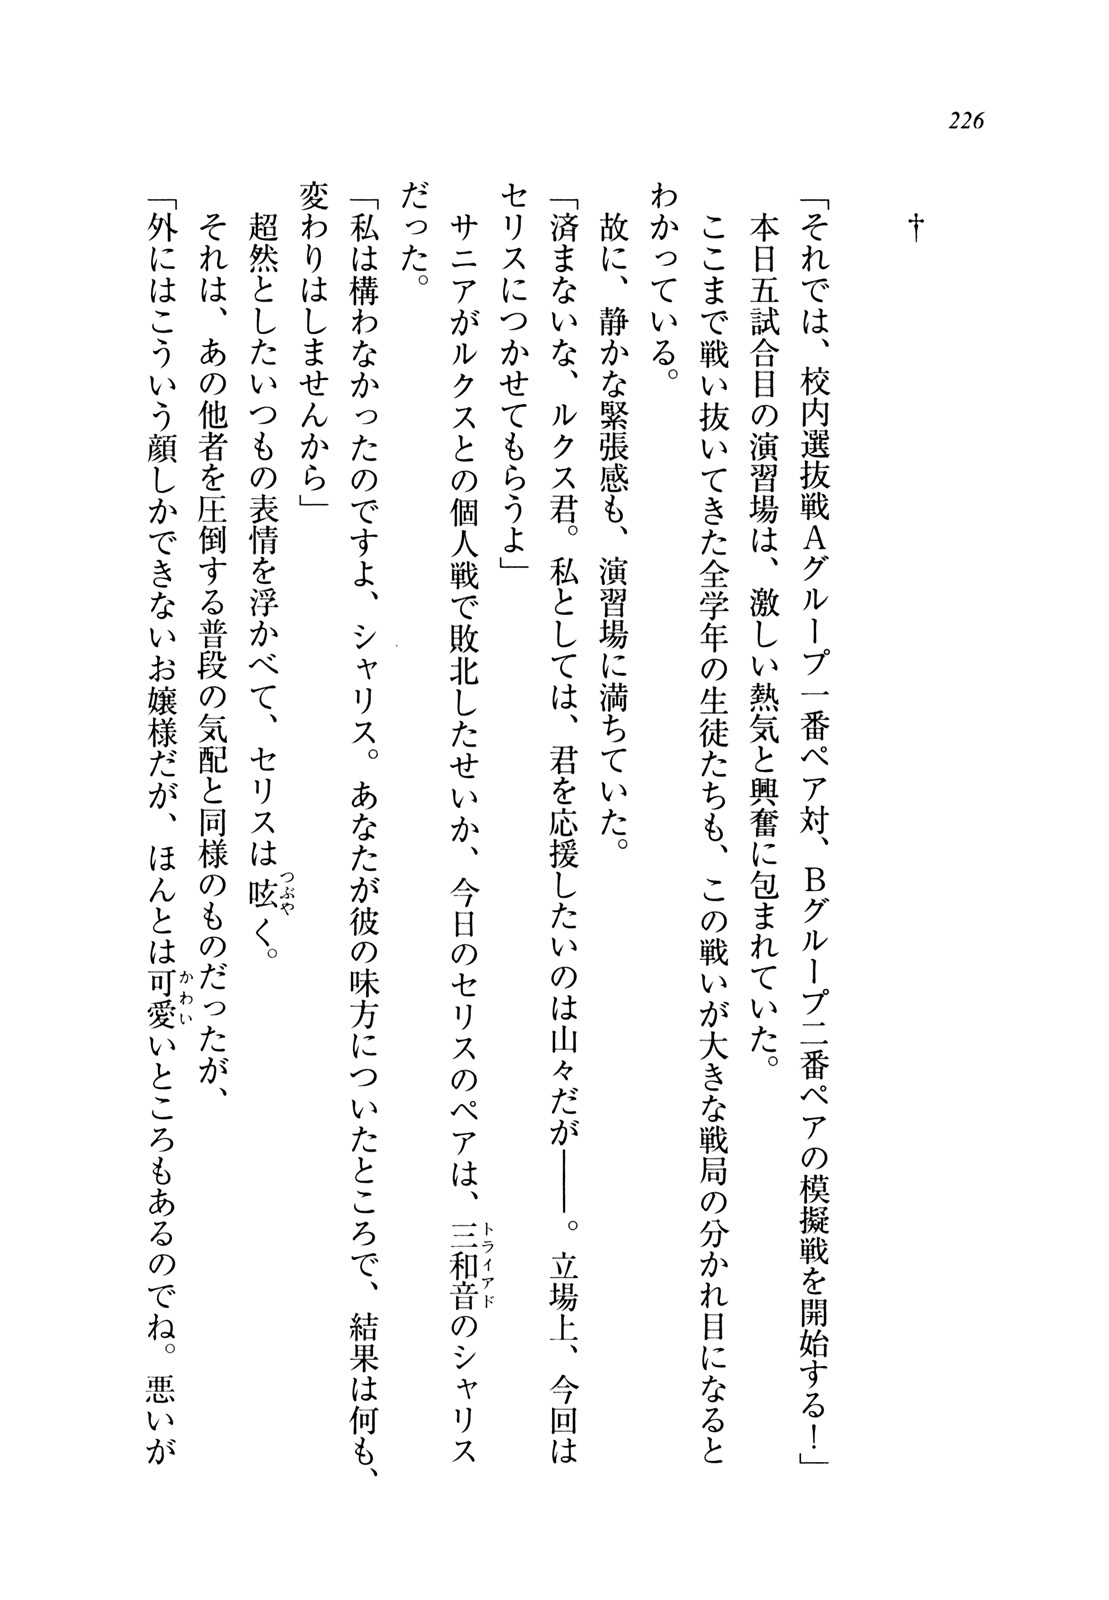 226
†
「それでは、校内選抜戦Aグループ一番ペア対、Bグループ二番ペアの模擬戦を開始する！」
本日五試合目の演習場は、激しい熱気と興奮に包まれていた。
ここまで戦い抜いてきた全学年の生徒たちも、この戦いが大きな戦局の分かれ目になると
わかっている。
故に、静かな緊張感も、演習場に満ちていた。
「済まないな、ルクス君。私としては、君を応援したいのは山々だが――。立場上、今回は
セリスにつかせてもらうよ」
サニアがルクスとの個人戦で敗北したせいか、今日のセリスのペアは、三和音トライアドのシャリス
だった。
「私は構わなかったのですよ、シャリス。あなたが彼の味方についたところで、結果は何も、
変わりはしませんから」
超然としたいつもの表情を浮かべて、セリスは呟つぶやく。
それは、あの他者を圧倒する普段の気配と同様のものだったが、
「外にはこういう顔しかできないお嬢様だが、ほんとは可愛かわいいところもあるのでね。悪いが